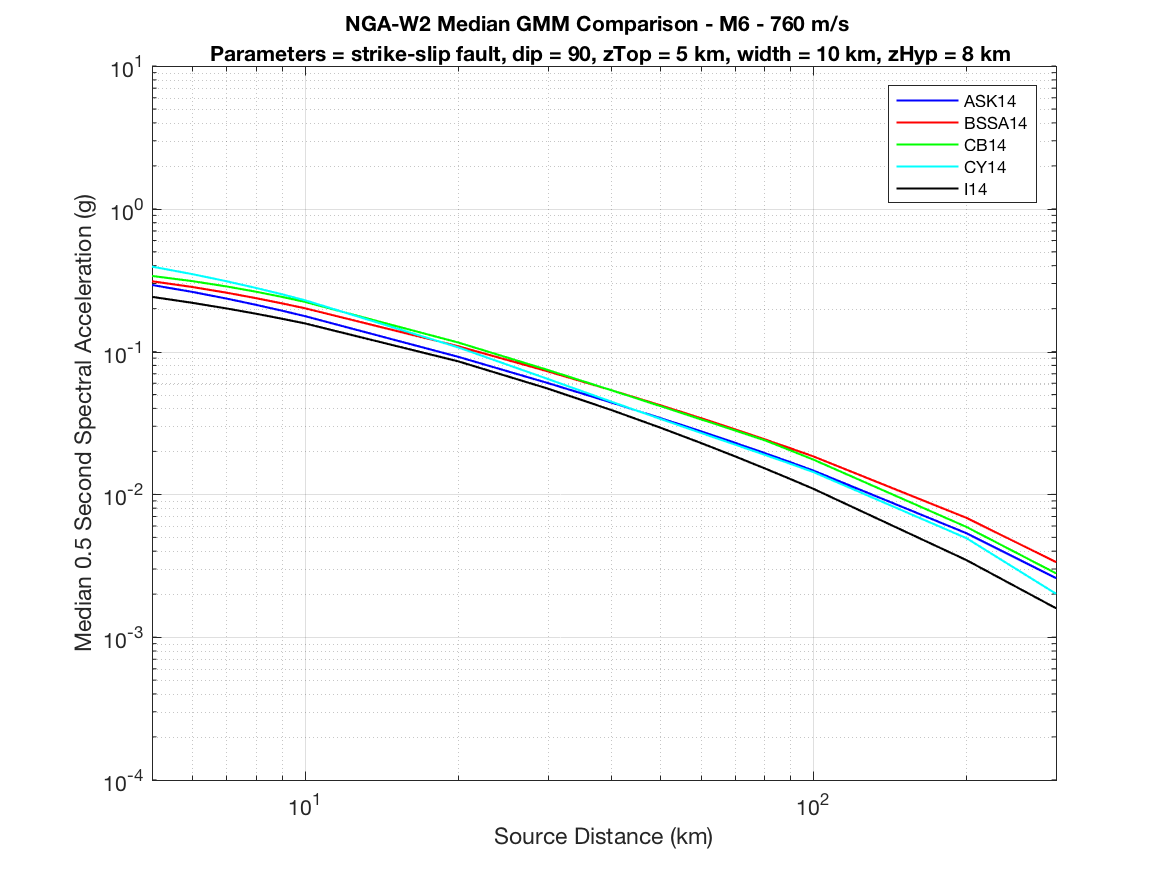 NGA-W2 Median GMM Comparison - M6 - 760 m/s
Parameters = strike-slip fault, dip = 90, zTop = 5 km, width = 10 km, zHyp = 8 km
10^1
ASK14
BSSA14
CB14
CY14
I14
10^0
10^-1
10^-2
10^-3
10^-4
Median 0.5 Second Spectral Acceleration (g)
10^1 10^2
Source Distance (km)